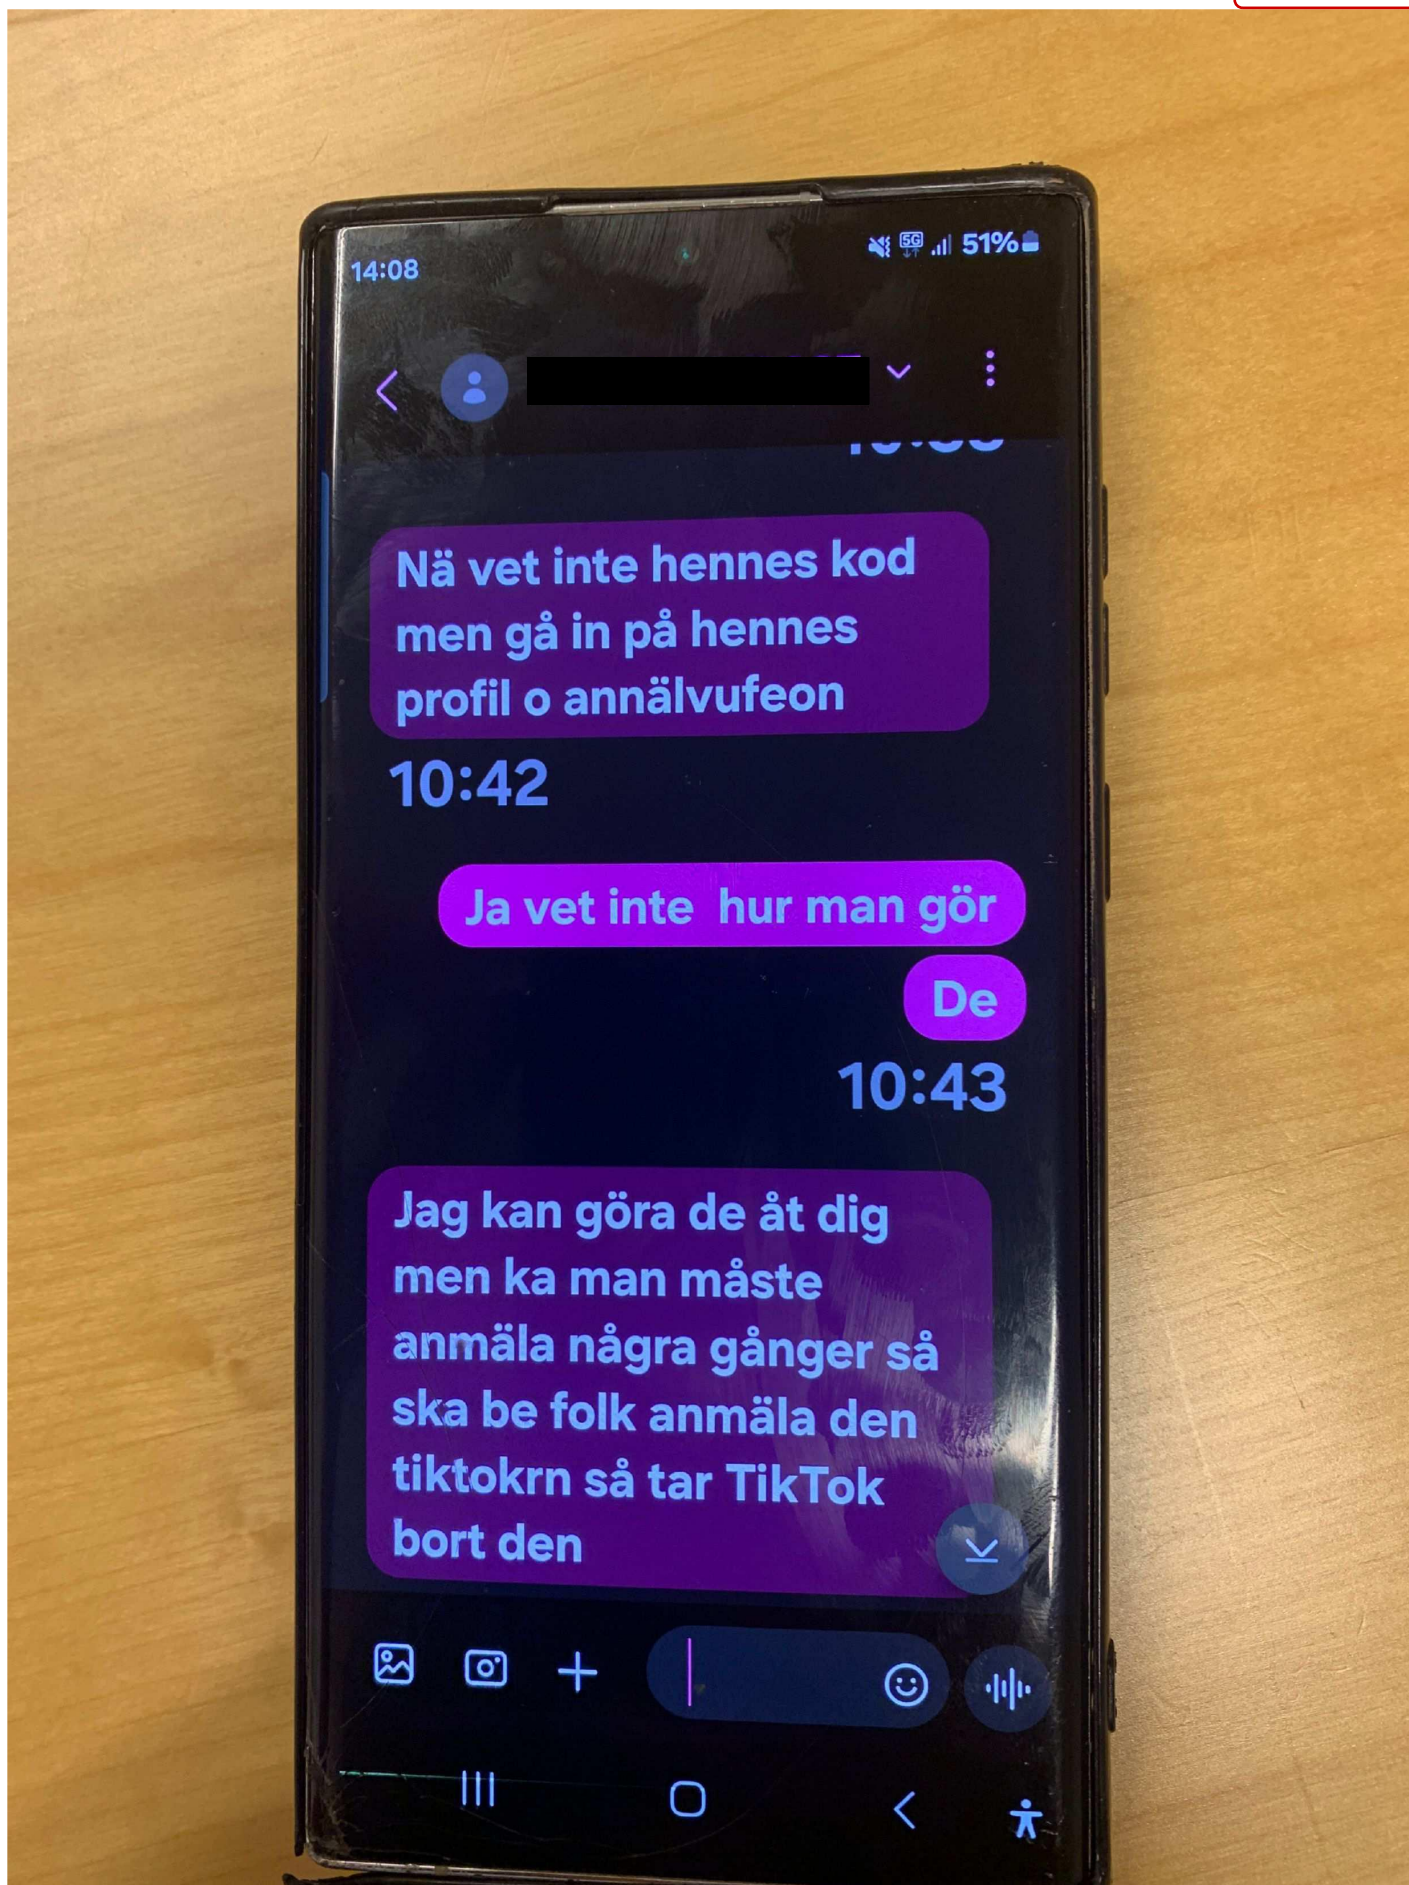 14:08
5G 51%
Nä vet inte hennes kod
men gå in på hennes
profil o annälvufeon
10:42
Ja vet inte hur man gör
De
10:43
Jag kan göra de åt dig
men ka man måste
anmäla några gånger så
ska be folk anmäla den
tiktokrn så tar TikTok
bort den